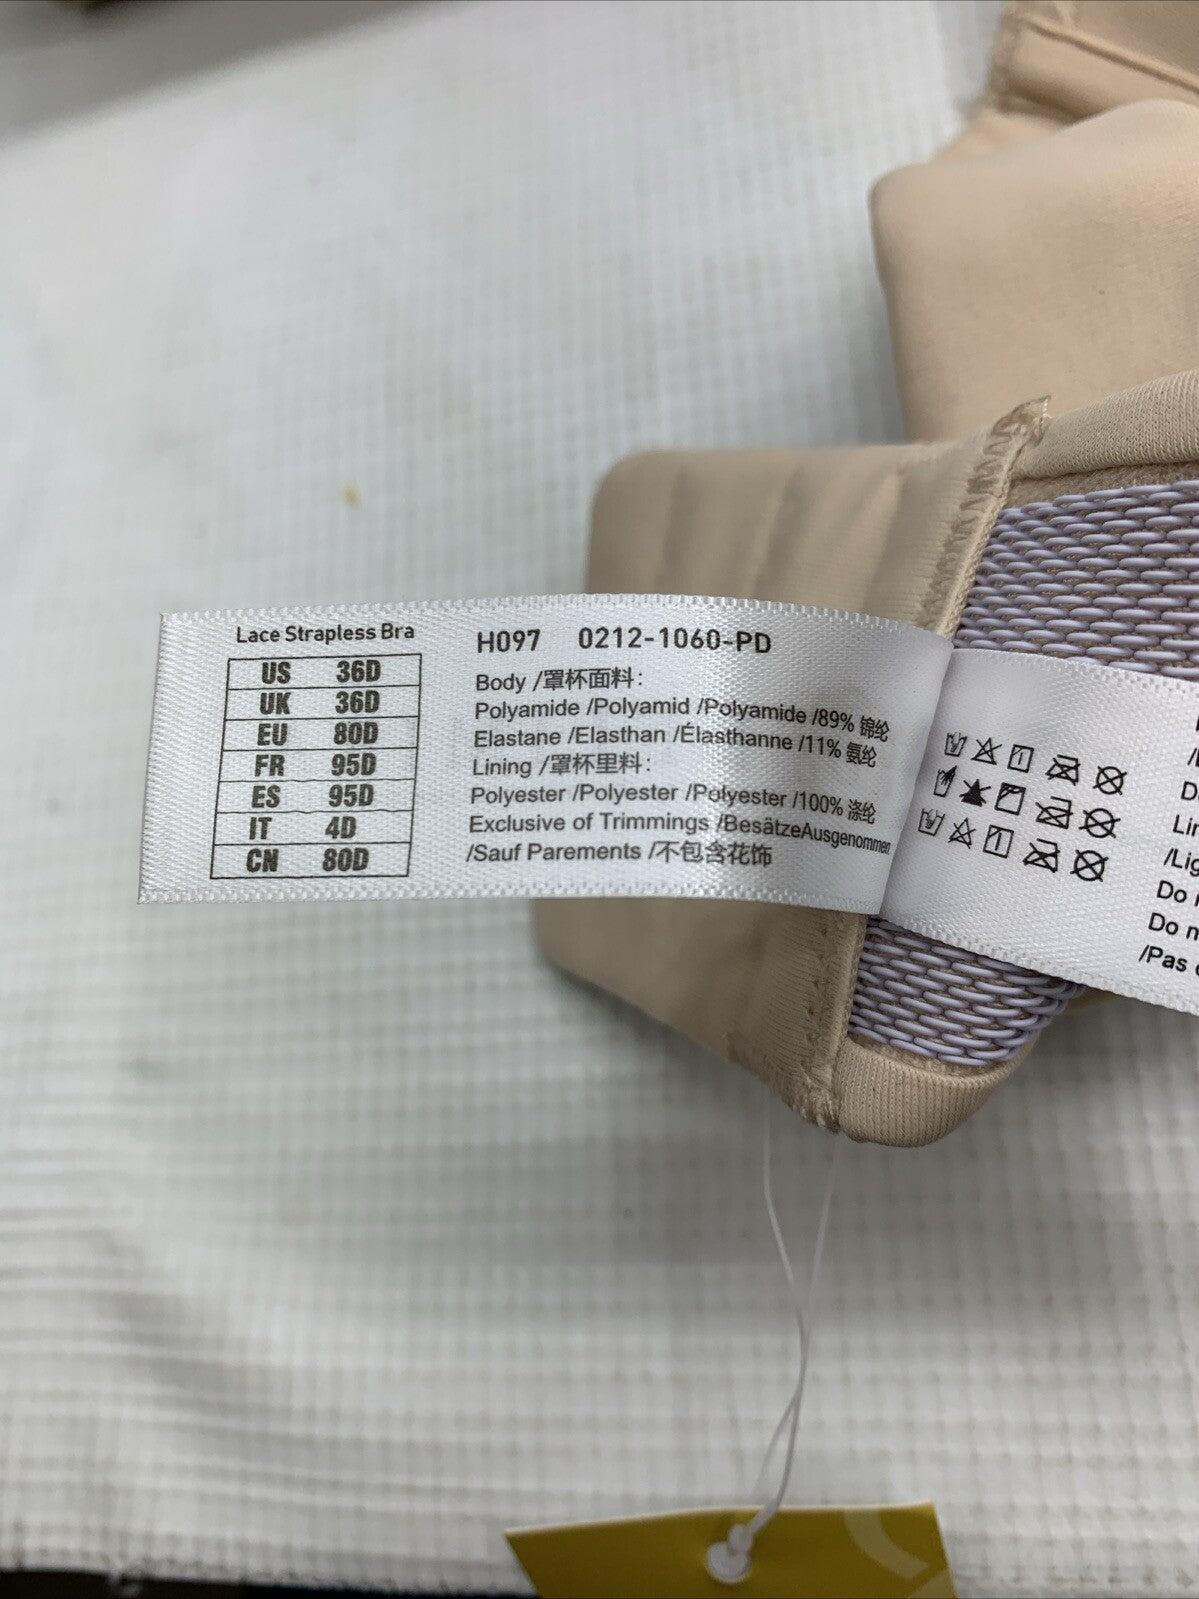 Lace Strapless Bra
US 36D
UK 36D
EU 80D
FR 95D
ES 95D
IT 4D
CN 80D
H097 0212-1060-PD
Body /罩杯面料:
Polyamide /Polyamid /Polyamide /89% 锦纶
Elastane /Elasthan /Élasthanne /11% 氨纶
Lining /罩杯里料:
Polyester /Polyester /Polyester /100% 涤纶
Exclusive of Trimmings /BesätzeAusgenommen
/Sauf Parements /不包含花饰
Do
Do
/Pas